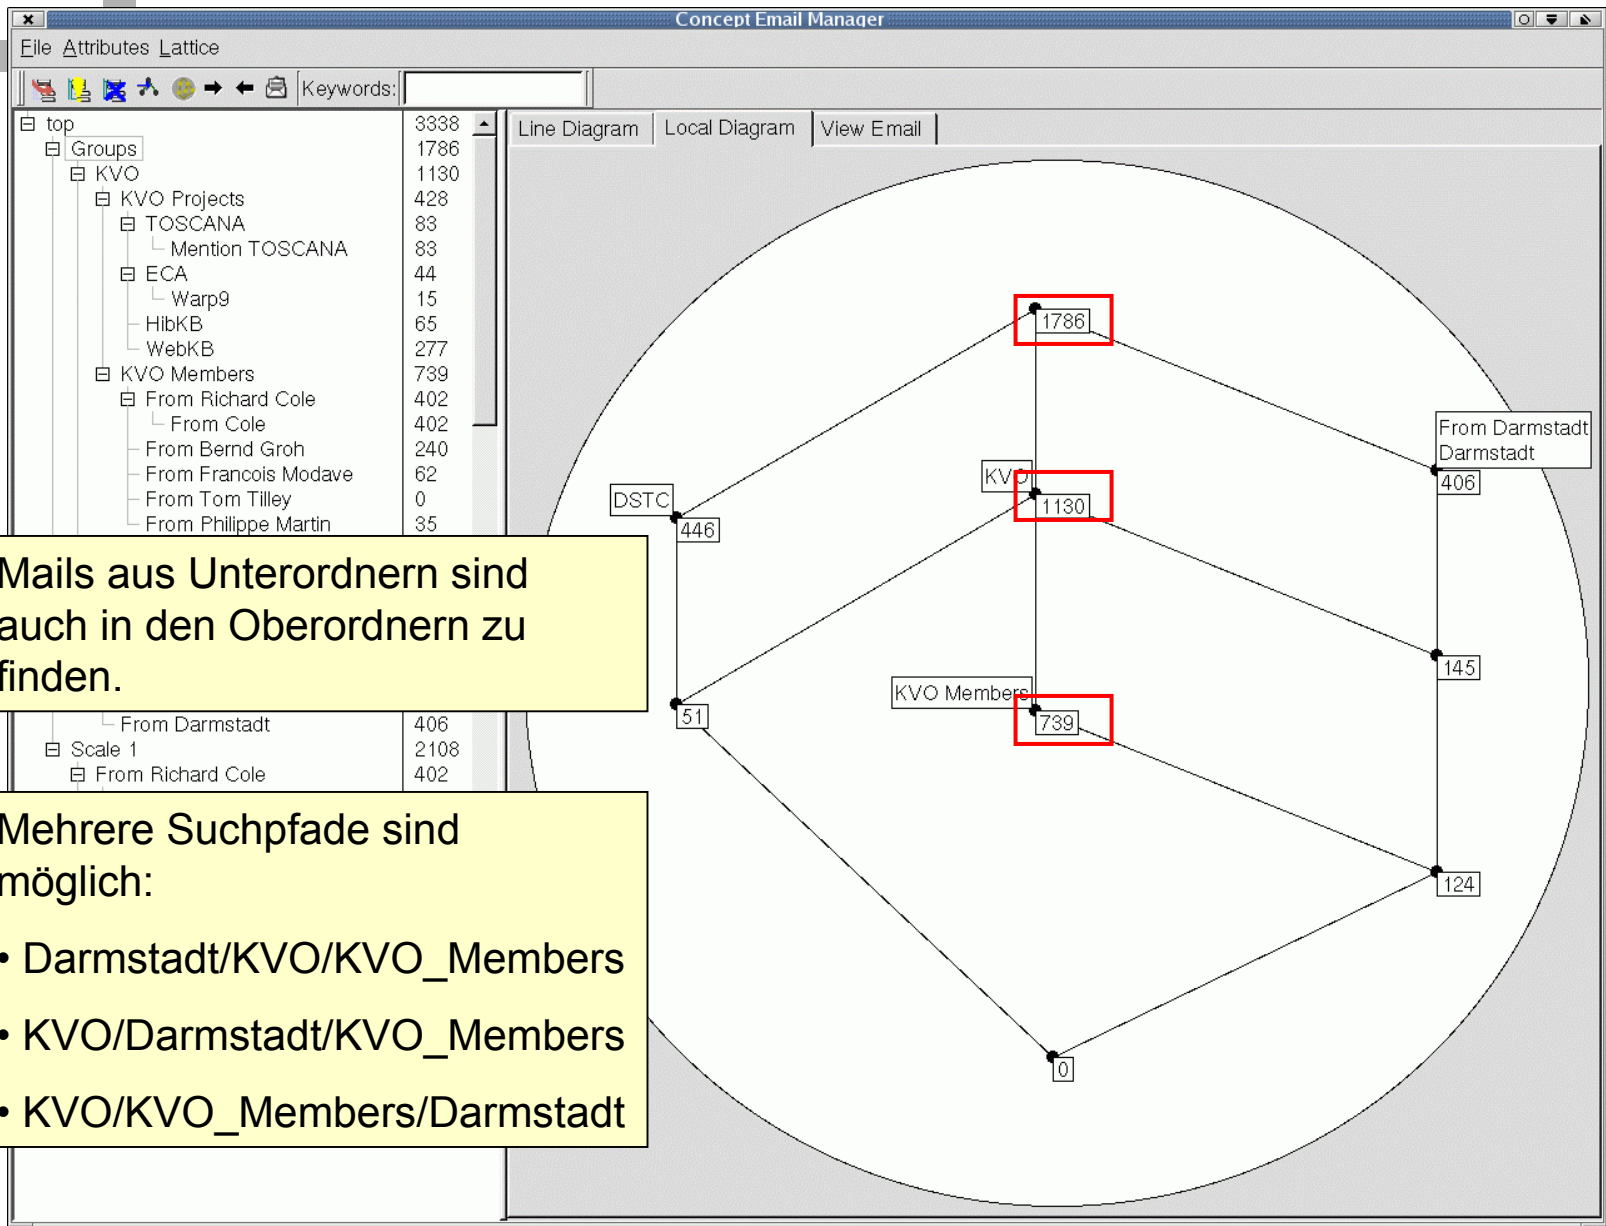 Concept Email Manager
File Attributes Lattice
Keywords:
top 3338
Groups 1786
KVO 1130
KVO Projects 428
TOSCANA 83
Mention TOSCANA 83
ECA 44
Warp9 15
HibKB 65
WebKB 277
KVO Members 739
From Richard Cole 402
From Cole 402
From Bernd Groh 240
From Francois Modave 62
From Tom Tilley 0
From Philippe Martin 35
Mails aus Unterordnern sind
auch in den Oberordnern zu
finden.
From Darmstadt 406
Scale 1 2108
From Richard Cole 402
Mehrere Suchpfade sind
möglich:
• Darmstadt/KVO/KVO_Members
• KVO/Darmstadt/KVO_Members
• KVO/KVO_Members/Darmstadt
Line Diagram Local Diagram View Email
1786
From Darmstadt
Darmstadt
406
KVO
1130
DSTC
446
145
KVO Members
739
51
124
0